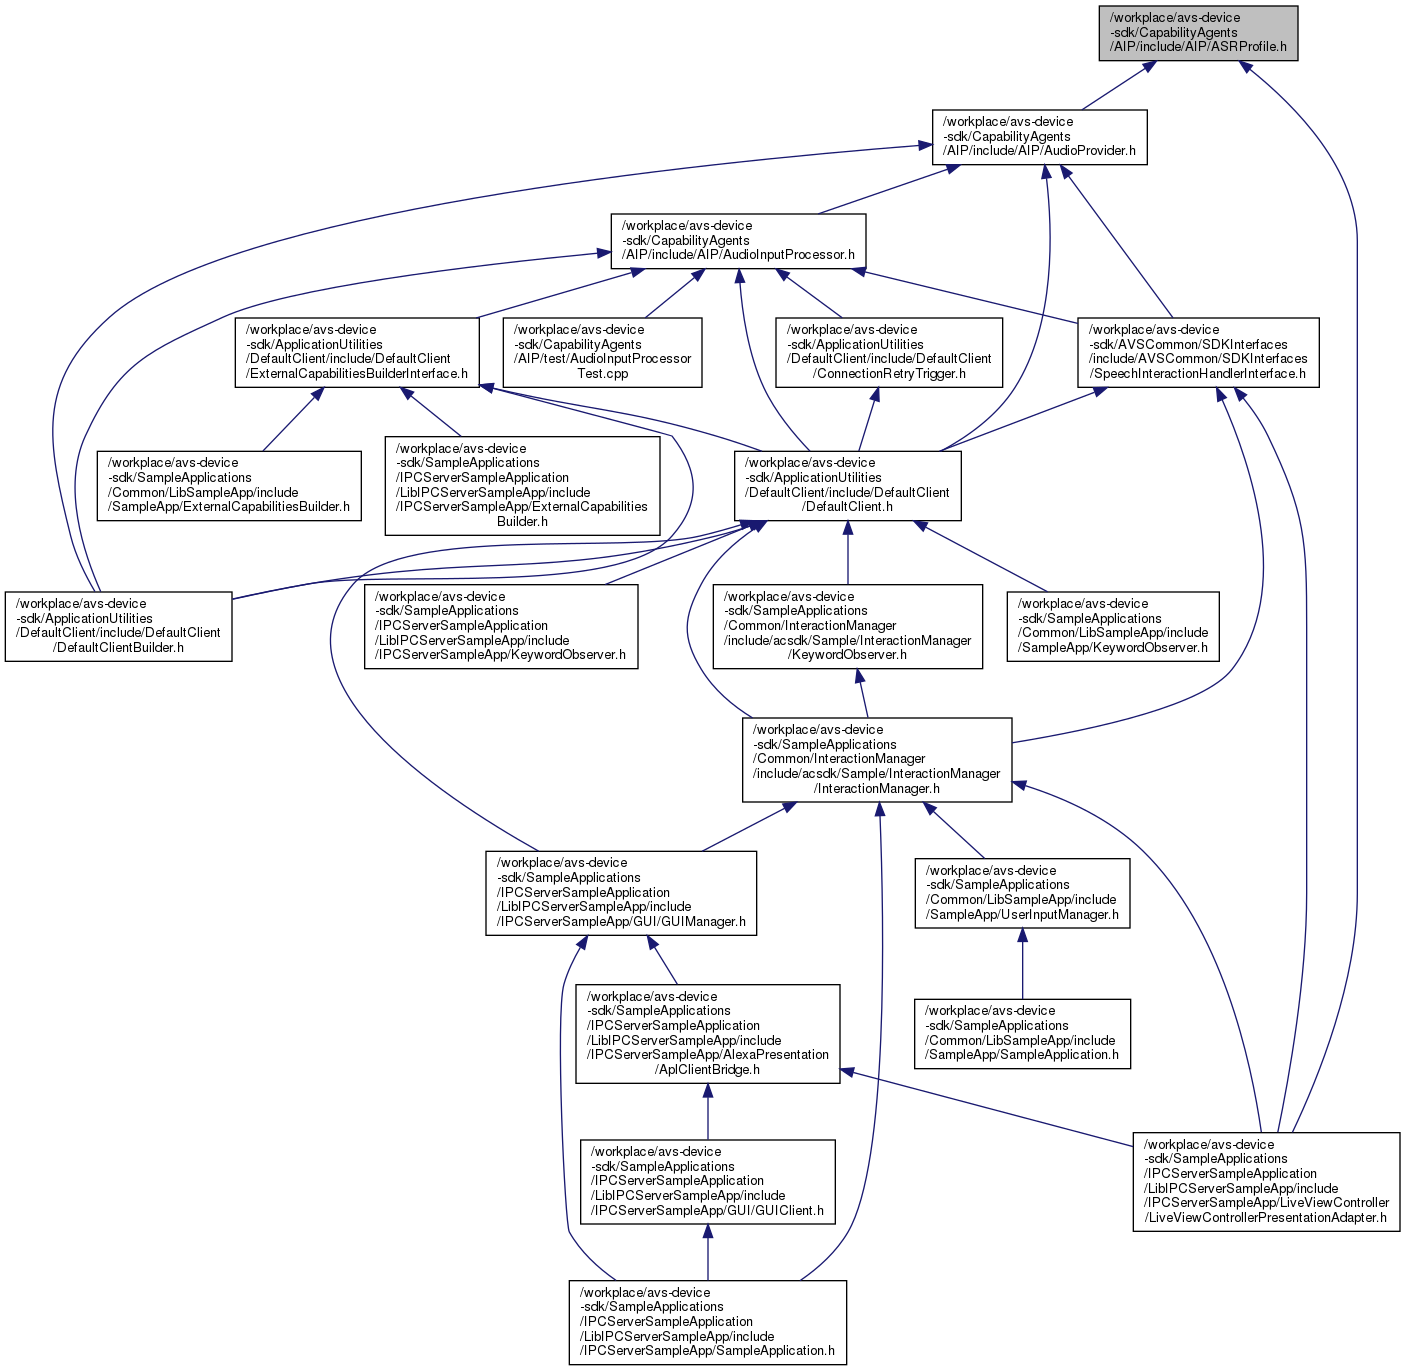 /workplace/avs-device
-sdk/CapabilityAgents
/AIP/include/AIP/ASRProfile.h
/workplace/avs-device
-sdk/CapabilityAgents
/AIP/include/AIP/AudioProvider.h
/workplace/avs-device
-sdk/CapabilityAgents
/AIP/include/AIP/AudioInputProcessor.h
/workplace/avs-device
-sdk/ApplicationUtilities
/DefaultClient/include/DefaultClient
/ExternalCapabilitiesBuilderInterface.h
/workplace/avs-device
-sdk/CapabilityAgents
/AIP/test/AudioInputProcessor
Test.cpp
/workplace/avs-device
-sdk/ApplicationUtilities
/DefaultClient/include/DefaultClient
/ConnectionRetryTrigger.h
/workplace/avs-device
-sdk/AVSCommon/SDKInterfaces
/include/AVSCommon/SDKInterfaces
/SpeechInteractionHandlerInterface.h
/workplace/avs-device
-sdk/SampleApplications
/Common/LibSampleApp/include
/SampleApp/ExternalCapabilitiesBuilder.h
/workplace/avs-device
-sdk/SampleApplications
/IPCServerSampleApplication
/LibIPCServerSampleApp/include
/IPCServerSampleApp/ExternalCapabilities
Builder.h
/workplace/avs-device
-sdk/ApplicationUtilities
/DefaultClient/include/DefaultClient
/DefaultClient.h
/workplace/avs-device
-sdk/ApplicationUtilities
/DefaultClient/include/DefaultClient
/DefaultClientBuilder.h
/workplace/avs-device
-sdk/SampleApplications
/IPCServerSampleApplication
/LibIPCServerSampleApp/include
/IPCServerSampleApp/KeywordObserver.h
/workplace/avs-device
-sdk/SampleApplications
/Common/InteractionManager
/include/acsdk/Sample/InteractionManager
/KeywordObserver.h
/workplace/avs-device
-sdk/SampleApplications
/Common/LibSampleApp/include
/SampleApp/KeywordObserver.h
/workplace/avs-device
-sdk/SampleApplications
/Common/InteractionManager
/include/acsdk/Sample/InteractionManager
/InteractionManager.h
/workplace/avs-device
-sdk/SampleApplications
/IPCServerSampleApplication
/LibIPCServerSampleApp/include
/IPCServerSampleApp/GUI/GUIManager.h
/workplace/avs-device
-sdk/SampleApplications
/Common/LibSampleApp/include
/SampleApp/UserInputManager.h
/workplace/avs-device
-sdk/SampleApplications
/IPCServerSampleApplication
/LibIPCServerSampleApp/include
/IPCServerSampleApp/AlexaPresentation
/AplClientBridge.h
/workplace/avs-device
-sdk/SampleApplications
/Common/LibSampleApp/include
/SampleApp/SampleApplication.h
/workplace/avs-device
-sdk/SampleApplications
/IPCServerSampleApplication
/LibIPCServerSampleApp/include
/IPCServerSampleApp/GUI/GUIClient.h
/workplace/avs-device
-sdk/SampleApplications
/IPCServerSampleApplication
/LibIPCServerSampleApp/include
/IPCServerSampleApp/LiveViewController
/LiveViewControllerPresentationAdapter.h
/workplace/avs-device
-sdk/SampleApplications
/IPCServerSampleApplication
/LibIPCServerSampleApp/include
/IPCServerSampleApp/SampleApplication.h